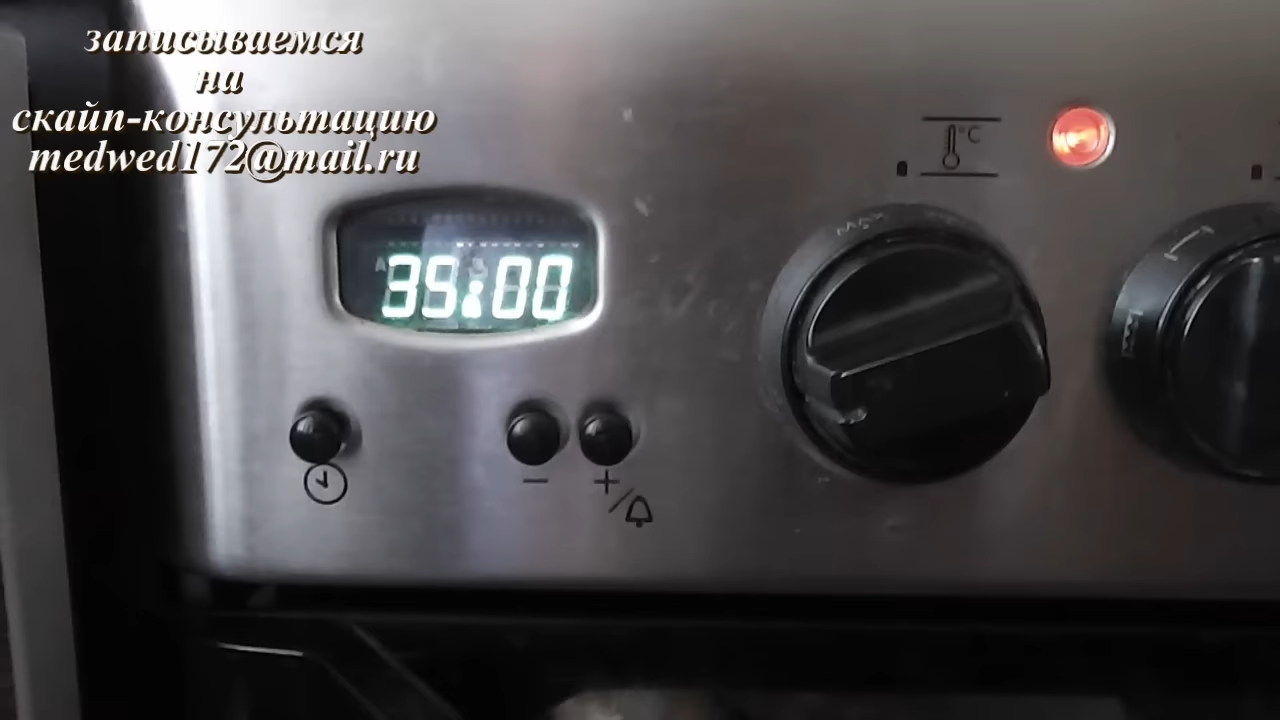 записываемся
на
скайп-консультацию
medwed172@mail.ru
°C
35:00
- +